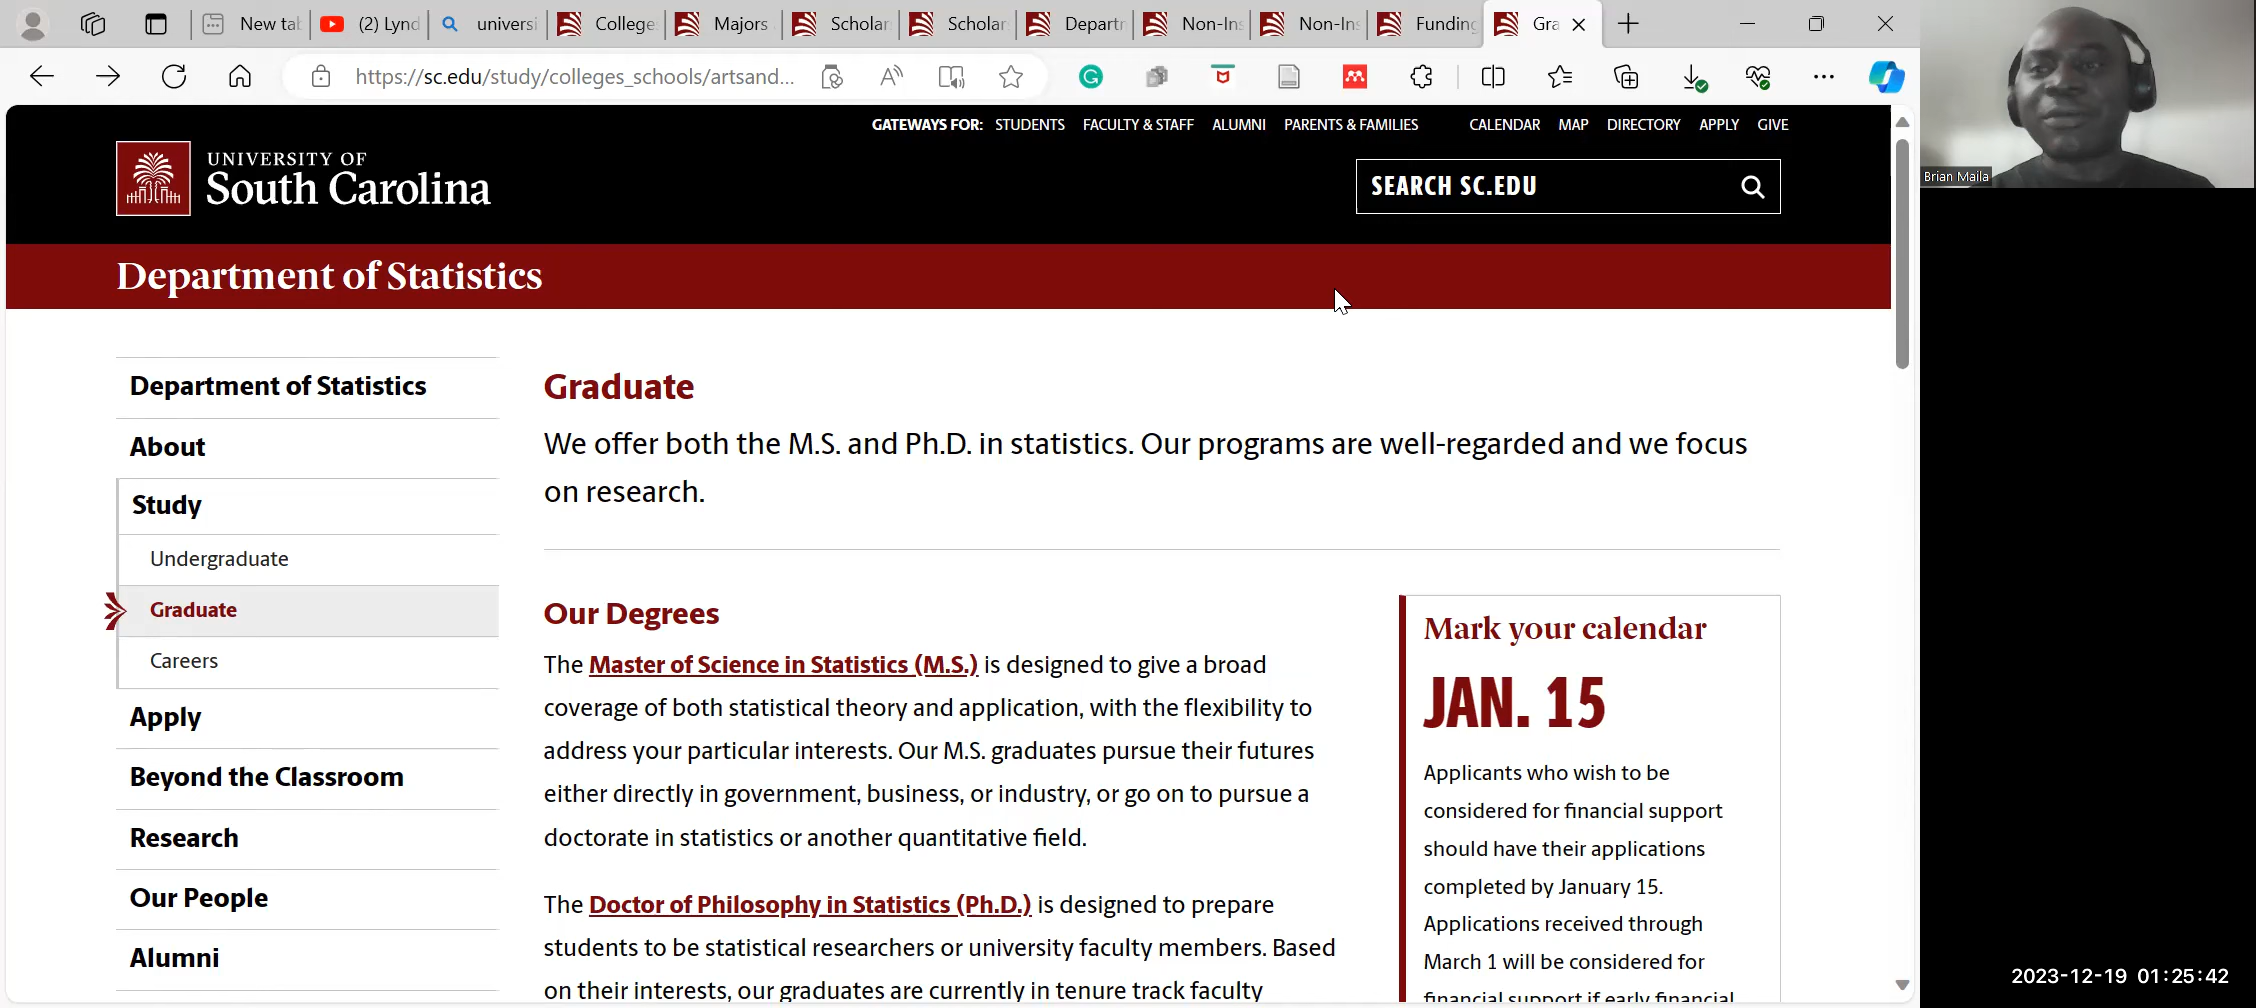 New tab
(2) Lynd
universi
College
Majors
Scholar
Scholar
Departm
Non-Ins
Non-Ins
Funding
Gra
https://sc.edu/study/colleges_schools/artsand...
GATEWAYS FOR: STUDENTS FACULTY & STAFF ALUMNI PARENTS & FAMILIES CALENDAR MAP DIRECTORY APPLY GIVE
UNIVERSITY OF
South Carolina
SEARCH SC.EDU
Brian Maila
Department of Statistics
Department of Statistics
About
Study
Undergraduate
Graduate
Careers
Apply
Beyond the Classroom
Research
Our People
Alumni
Graduate
We offer both the M.S. and Ph.D. in statistics. Our programs are well-regarded and we focus
on research.
Our Degrees
The Master of Science in Statistics (M.S.) is designed to give a broad
coverage of both statistical theory and application, with the flexibility to
address your particular interests. Our M.S. graduates pursue their futures
either directly in government, business, or industry, or go on to pursue a
doctorate in statistics or another quantitative field.
The Doctor of Philosophy in Statistics (Ph.D.) is designed to prepare
students to be statistical researchers or university faculty members. Based
on their interests, our graduates are currently in tenure track faculty
Mark your calendar
JAN. 15
Applicants who wish to be
considered for financial support
should have their applications
completed by January 15.
Applications received through
March 1 will be considered for
financial support if early financial
2023-12-19 01:25:42